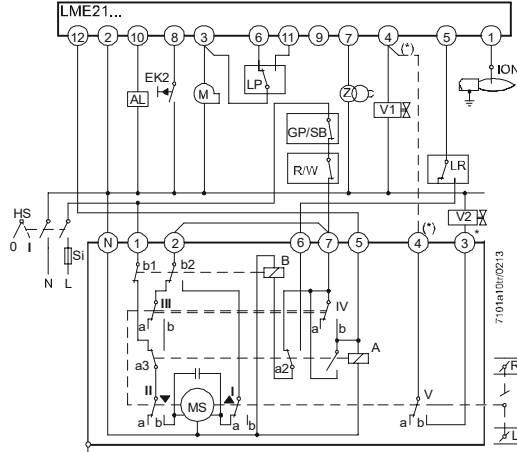 LME21...
12 2 10 8 3 6 11 9 7 4 (*) 5 1
ION
EK2
AL M LP Z V1
GP/SB
R/W LR
HS
0 I
V2
Si
N L
N 1 2 6 7 5 4 (*) 3 *
b1 b2 B
III IV
a b a b
A
a3 a2
II I V
MS
a b a b a b
R
L
7101a10tr/0213